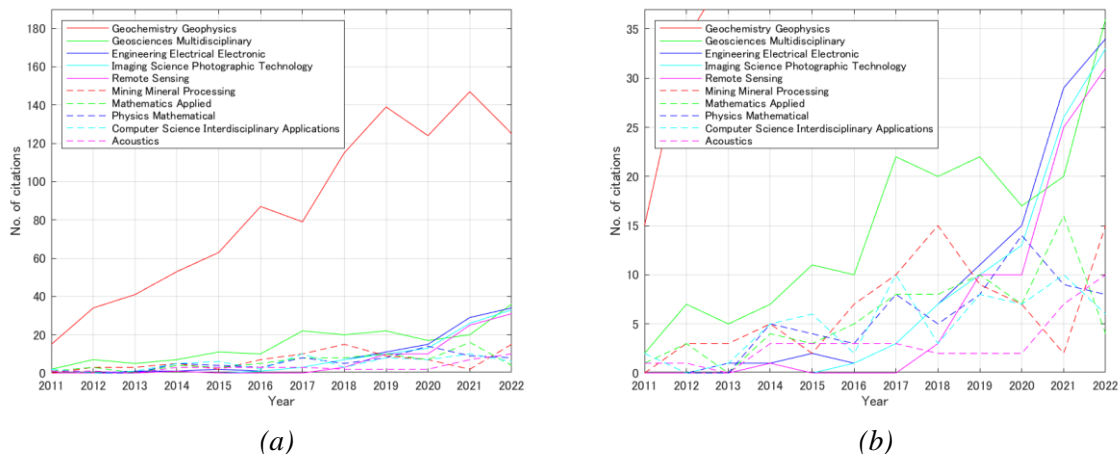 190
180
160
140
120
100
80
60
40
20
0
No. of citations
Geochemistry Geophysics
Geosciences Multidisciplinary
Engineering Electrical Electronic
Imaging Science Photographic Technology
Remote Sensing
Mining Mineral Processing
Mathematics Applied
Physics Mathematical
Computer Science Interdisciplinary Applications
Acoustics
2011 2012 2013 2014 2015 2016 2017 2018 2019 2020 2021 2022
Year
(a)
35
30
25
20
15
10
5
0
No. of citations
Geochemistry Geophysics
Geosciences Multidisciplinary
Engineering Electrical Electronic
Imaging Science Photographic Technology
Remote Sensing
Mining Mineral Processing
Mathematics Applied
Physics Mathematical
Computer Science Interdisciplinary Applications
Acoustics
2011 2012 2013 2014 2015 2016 2017 2018 2019 2020 2021 2022
Year
(b)